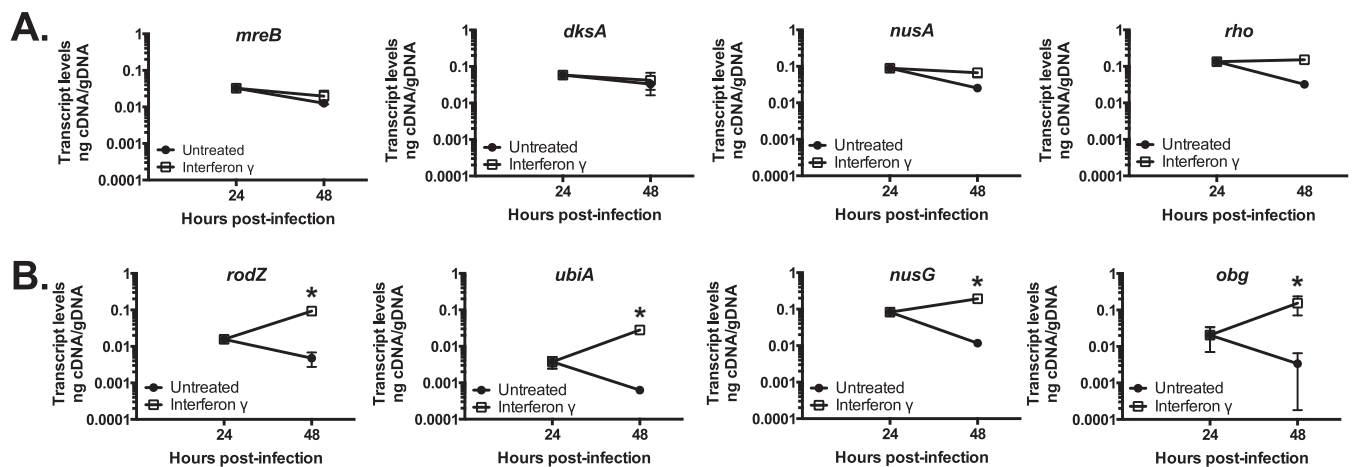 A.
mreB
Transcript levels
ng cDNA/gDNA
1
0.1
0.01
0.001
0.0001
Untreated
Interferon γ
24
48
Hours post-infection
dksA
Transcript levels
ng cDNA/gDNA
1
0.1
0.01
0.001
0.0001
Untreated
Interferon γ
24
48
Hours post-infection
nusA
Transcript levels
ng cDNA/gDNA
1
0.1
0.01
0.001
0.0001
Untreated
Interferon γ
24
48
Hours post-infection
rho
Transcript levels
ng cDNA/gDNA
1
0.1
0.01
0.001
0.0001
Untreated
Interferon γ
24
48
Hours post-infection
B.
rodZ
Transcript levels
ng cDNA/gDNA
1
0.1
0.01
0.001
0.0001
*
Untreated
Interferon γ
24
48
Hours post-infection
ubiA
Transcript levels
ng cDNA/gDNA
1
0.1
0.01
0.001
0.0001
*
Untreated
Interferon γ
24
48
Hours post-infection
nusG
Transcript levels
ng cDNA/gDNA
1
0.1
0.01
0.001
0.0001
*
Untreated
Interferon γ
24
48
Hours post-infection
obg
Transcript levels
ng cDNA/gDNA
1
0.1
0.01
0.001
0.0001
*
Untreated
Interferon γ
24
48
Hours post-infection